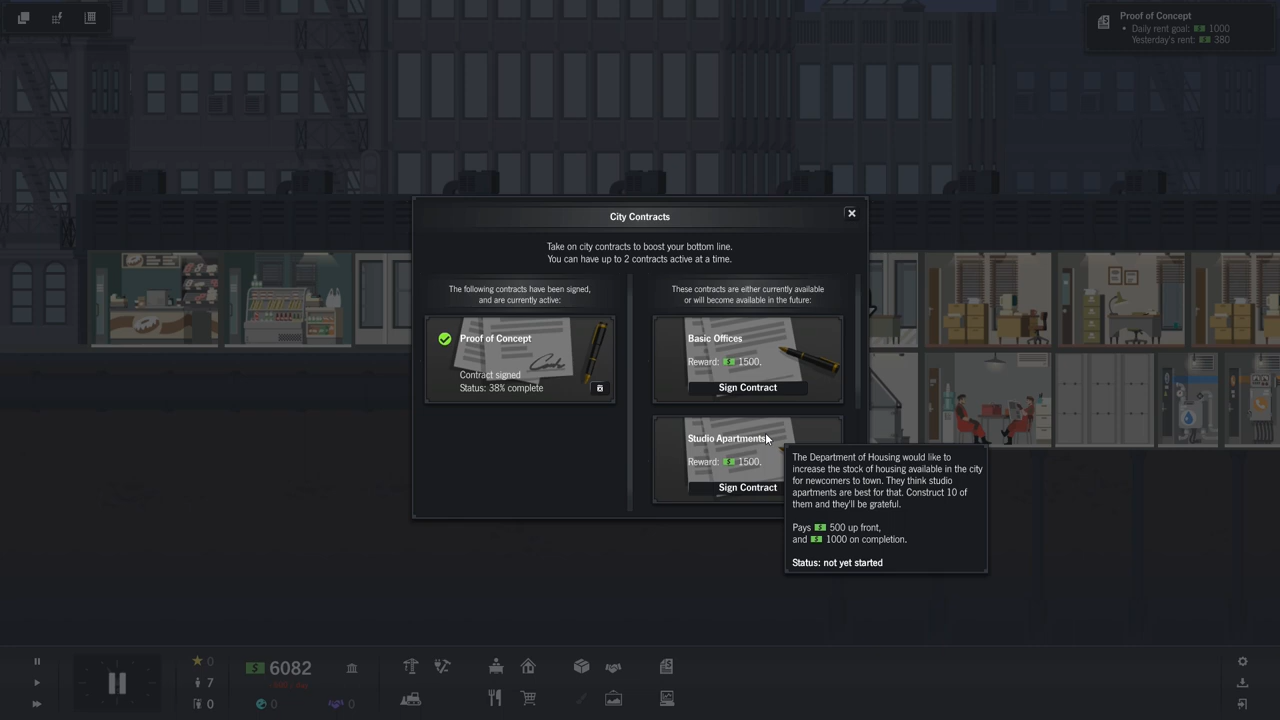 Proof of Concept
• Daily rent goal: 1000
Yesterday's rent: 380
City Contracts
Take on city contracts to boost your bottom line.
You can have up to 2 contracts active at a time.
The following contracts have been signed,
and are currently active:
Proof of Concept
Contract signed
Status: 38% complete
These contracts are either currently available
or will become available in the future:
Basic Offices
Reward: 1500,
Sign Contract
Studio Apartments
Reward: 1500,
Sign Contract
The Department of Housing would like to
increase the stock of housing available in the city
for newcomers to town. They think studio
apartments are best for that. Construct 10 of
them and they'll be grateful.
Pays 500 up front,
and 1000 on completion.
Status: not yet started
0
7
0
6082
0
0